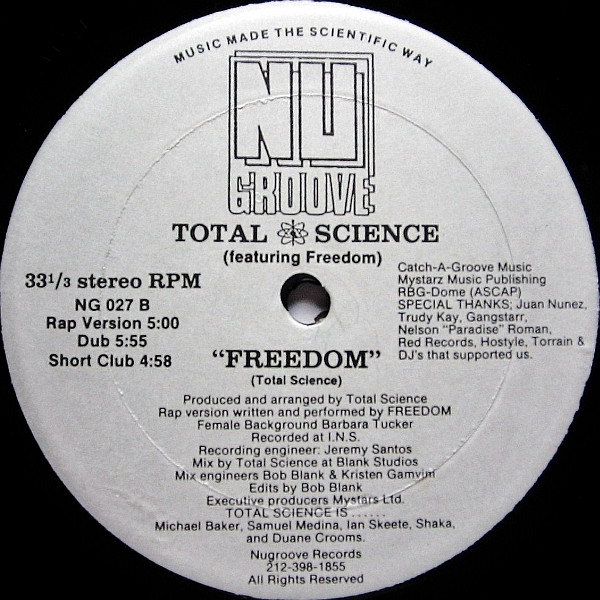 MUSIC MADE THE SCIENTIFIC WAY
NU
GROOVE
TOTAL SCIENCE
(featuring Freedom)
33 1/3 stereo RPM
NG 027 B
Rap Version 5:00
Dub 5:55
Short Club 4:58
Catch-A-Groove Music
Mystarz Music Publishing
RBG-Dome (ASCAP)
SPECIAL THANKS; Juan Nunez,
Trudy Kay, Gangstarr,
Nelson "Paradise" Roman,
Red Records, Hostyle, Torrain &
DJ's that supported us.
"FREEDOM"
(Total Science)
Produced and arranged by Total Science
Rap version written and performed by FREEDOM
Female Background Barbara Tucker
Recorded at I.N.S.
Recording engineer: Jeremy Santos
Mix by Total Science at Blank Studios
Mix engineers Bob Blank & Kristen Gamvini
Edits by Bob Blank
Executive producers Mystars Ltd.
TOTAL SCIENCE IS ......
Michael Baker, Samuel Medina, Ian Skeete, Shaka,
and Duane Crooms.
Nugroove Records
212-398-1855
All Rights Reserved